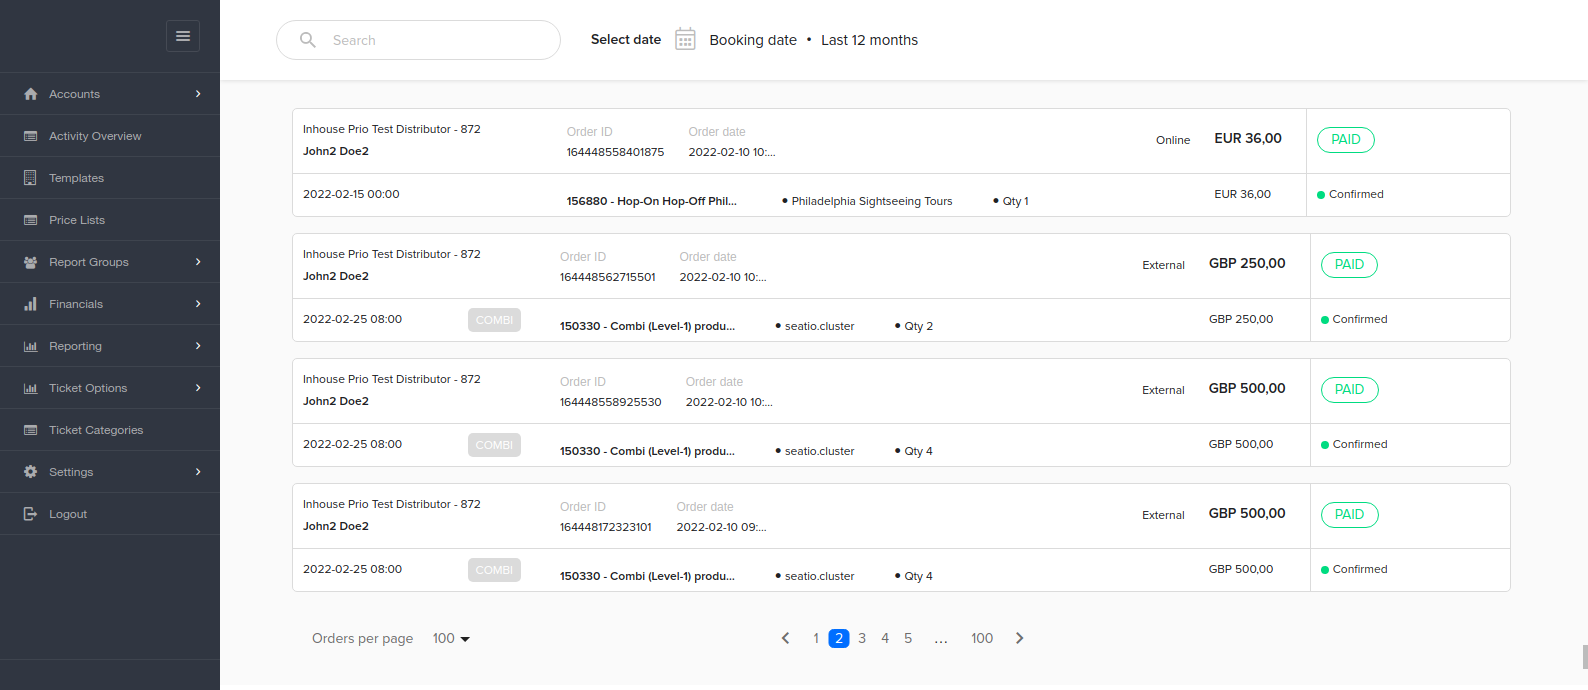 Search
Select date Booking date • Last 12 months
Accounts
Activity Overview
Templates
Price Lists
Report Groups
Financials
Reporting
Ticket Options
Ticket Categories
Settings
Logout
Inhouse Prio Test Distributor - 872 Order ID Order date
John2 Doe2 164448558401875 2022-02-10 10:... Online EUR 36,00 PAID
2022-02-15 00:00 156880 - Hop-On Hop-Off Phil... • Philadelphia Sightseeing Tours • Qty 1 EUR 36,00 Confirmed
Inhouse Prio Test Distributor - 872 Order ID Order date
John2 Doe2 164448562715501 2022-02-10 10:... External GBP 250,00 PAID
2022-02-25 08:00 COMBI 150330 - Combi (Level-1) produ... • seatio.cluster • Qty 2 GBP 250,00 Confirmed
Inhouse Prio Test Distributor - 872 Order ID Order date
John2 Doe2 164448558925530 2022-02-10 10:... External GBP 500,00 PAID
2022-02-25 08:00 COMBI 150330 - Combi (Level-1) produ... • seatio.cluster • Qty 4 GBP 500,00 Confirmed
Inhouse Prio Test Distributor - 872 Order ID Order date
John2 Doe2 164448172323101 2022-02-10 09:... External GBP 500,00 PAID
2022-02-25 08:00 COMBI 150330 - Combi (Level-1) produ... • seatio.cluster • Qty 4 GBP 500,00 Confirmed
Orders per page 100 1 2 3 4 5 ... 100